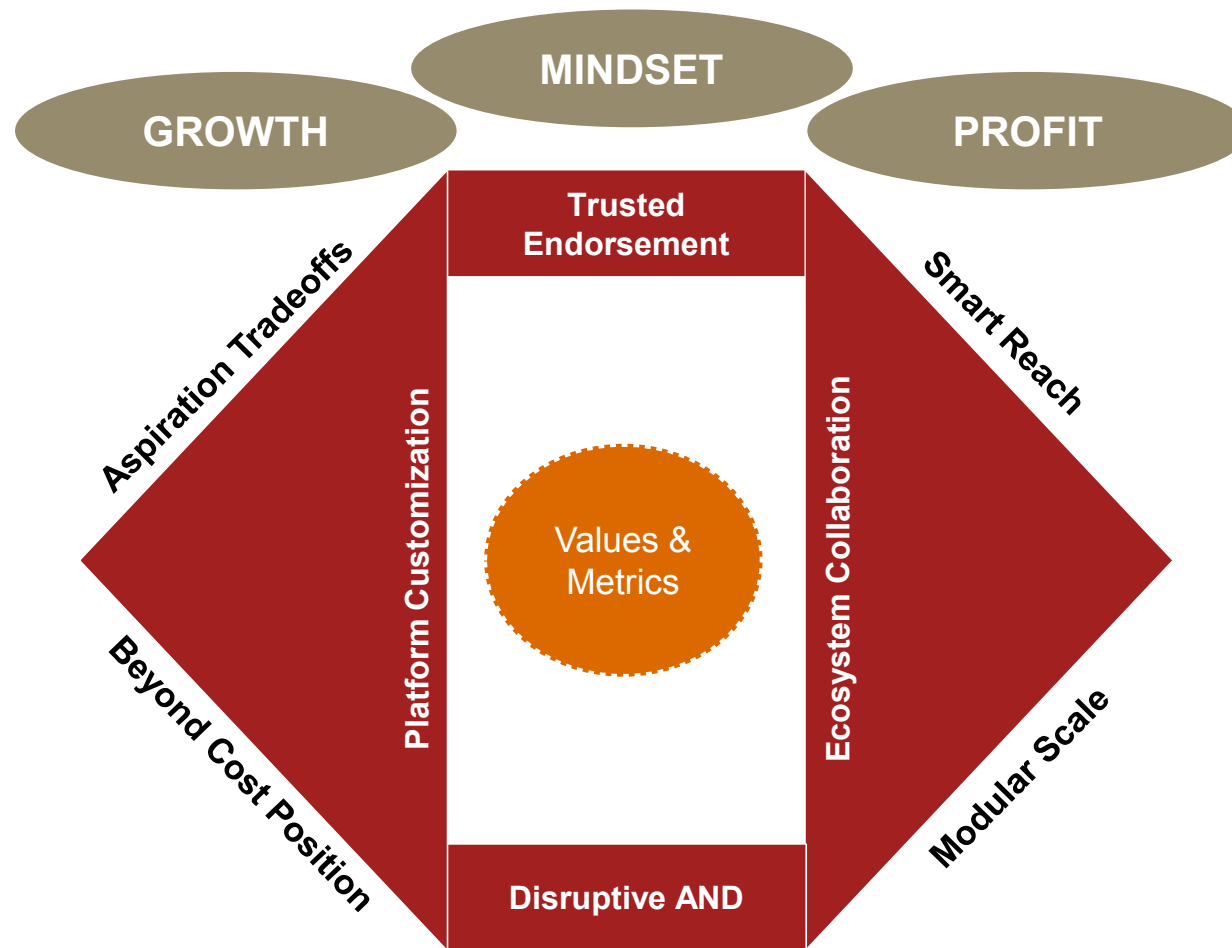 MINDSET
GROWTH
PROFIT
Trusted
Endorsement
Aspiration Tradeoffs
Smart Reach
Platform Customization
Ecosystem Collaboration
Values &
Metrics
Beyond Cost Position
Modular Scale
Disruptive AND